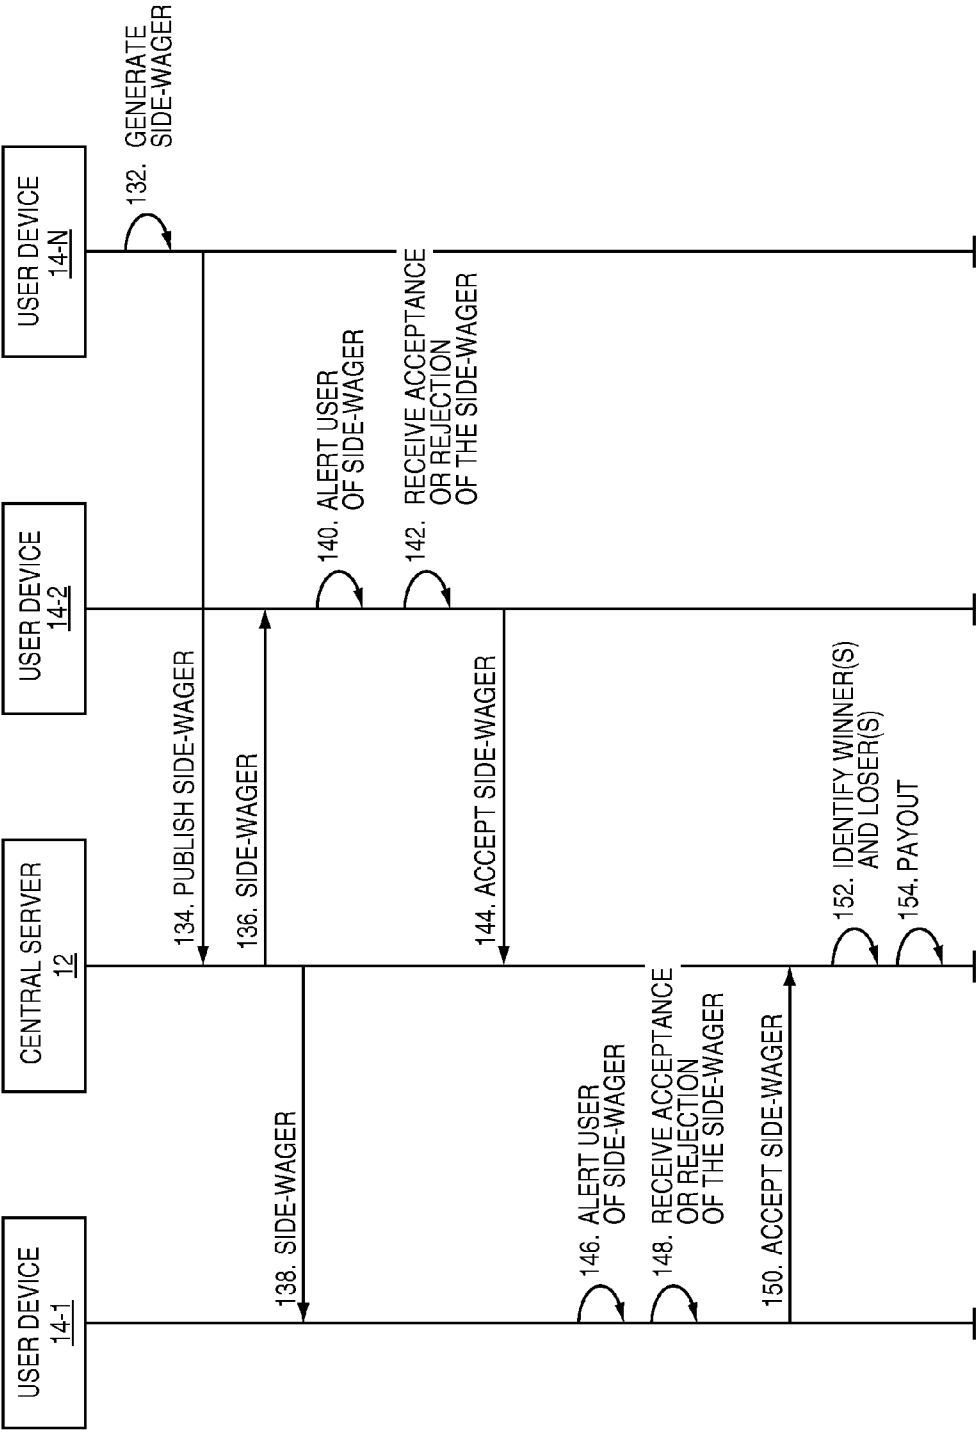 USER DEVICE
14-1
CENTRAL SERVER
12
USER DEVICE
14-2
USER DEVICE
14-N
132. GENERATE
SIDE-WAGER
134. PUBLISH SIDE-WAGER
136. SIDE-WAGER
138. SIDE-WAGER
140. ALERT USER
OF SIDE-WAGER
142. RECEIVE ACCEPTANCE
OR REJECTION
OF THE SIDE-WAGER
144. ACCEPT SIDE-WAGER
146. ALERT USER
OF SIDE-WAGER
148. RECEIVE ACCEPTANCE
OR REJECTION
OF THE SIDE-WAGER
150. ACCEPT SIDE-WAGER
152. IDENTIFY WINNER(S)
AND LOSER(S)
154. PAYOUT